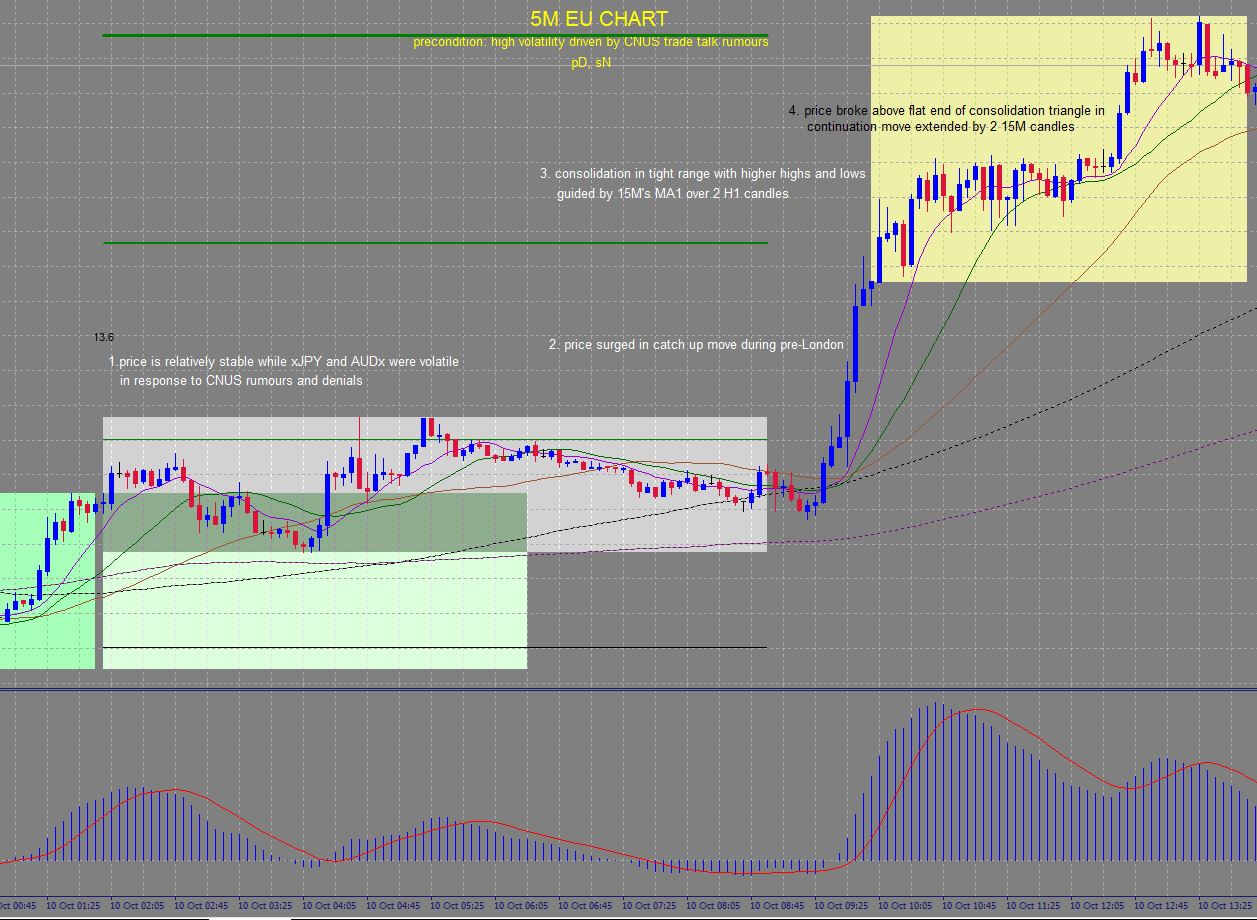 5M EU CHART
precondition: high volatility driven by CNUS trade talk rumours
pD, sN
4. price broke above flat end of consolidation triangle in
continuation move extended by 2 15M candles
3. consolidation in tight range with higher highs and lows
guided by 15M's MA1 over 2 H1 candles
13.6
2. price surged in catch up move during pre-London
1.price is relatively stable while xJPY and AUDx were volatile
in response to CNUS rumours and denials
Oct 00:45 10 Oct 01:25 10 Oct 02:05 10 Oct 02:45 10 Oct 03:25 10 Oct 04:05 10 Oct 04:45 10 Oct 05:25 10 Oct 06:05 10 Oct 06:45 10 Oct 07:25 10 Oct 08:05 10 Oct 08:45 10 Oct 09:25 10 Oct 10:05 10 Oct 10:45 10 Oct 11:25 10 Oct 12:05 10 Oct 12:45 10 Oct 13:25